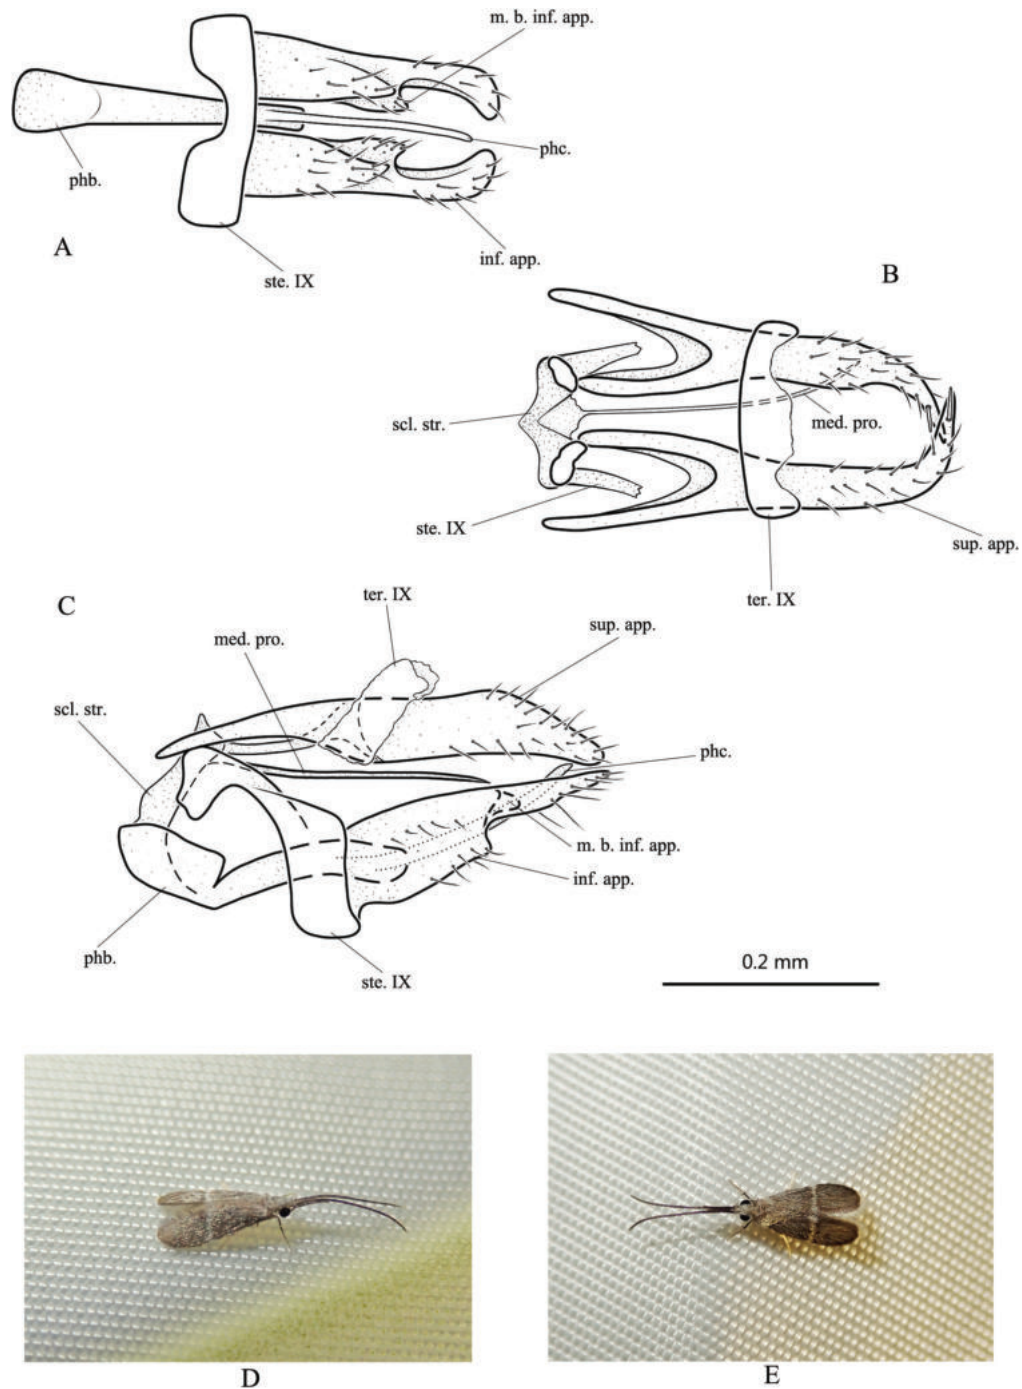 m. b. inf. app.
phc.
phb.
A
ste. IX
inf. app.
B
scl. str.
med. pro.
ste. IX
sup. app.
ter. IX
C
ter. IX
sup. app.
med. pro.
scl. str.
phc.
m. b. inf. app.
inf. app.
phb.
ste. IX
0.2 mm
D
E